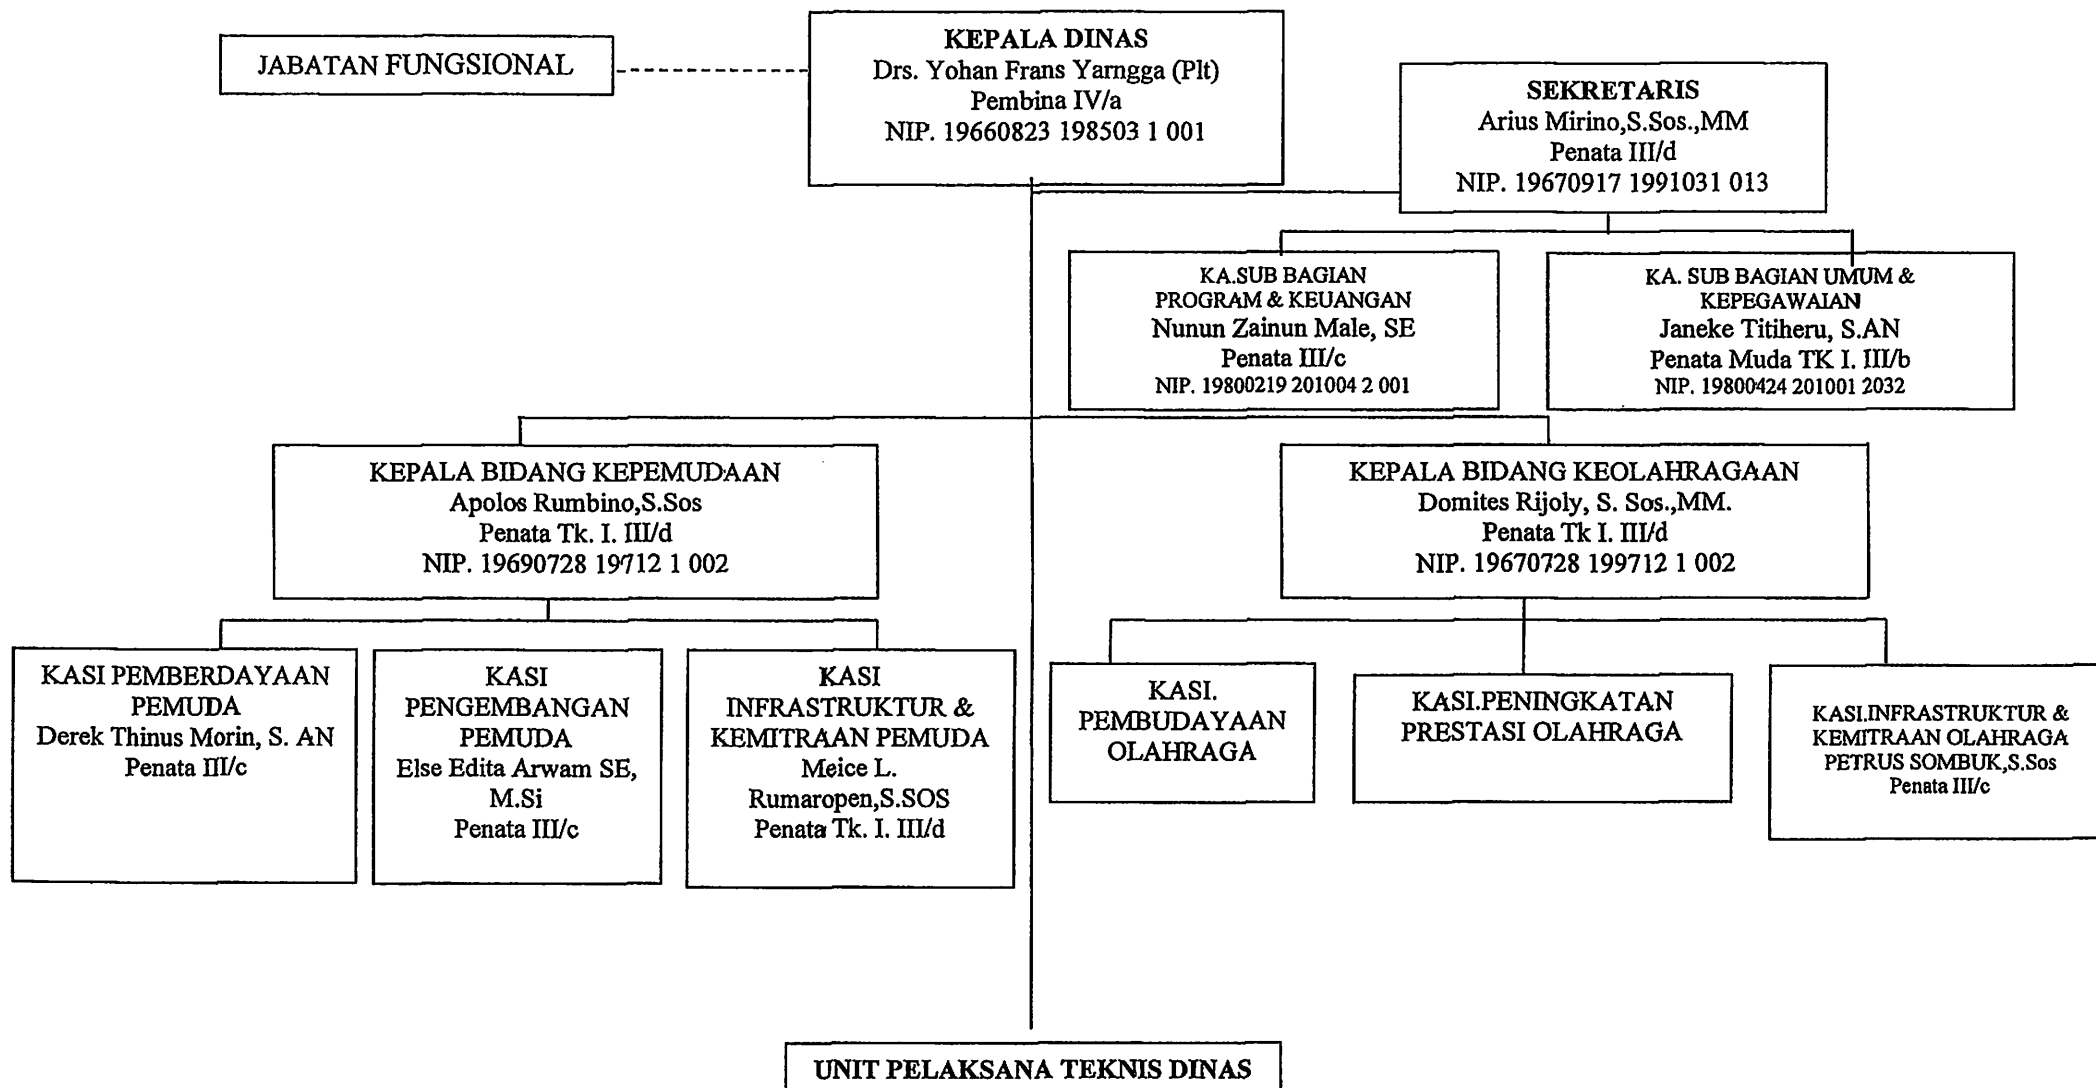 JABATAN FUNGSIONAL
KEPALA DINAS
Drs. Yohan Frans Yarngga (Plt)
Pembina IV/a
NIP. 19660823 198503 1 001
SEKRETARIS
Arius Mirino,S.Sos.,MM
Penata III/d
NIP. 19670917 1991031 013
KA.SUB BAGIAN
PROGRAM & KEUANGAN
Nunun Zainun Male, SE
Penata III/c
NIP. 19800219 201004 2 001
KA. SUB BAGIAN UMUM &
KEPEGAWAIAN
Janeke Titiheru, S.AN
Penata Muda TK I. III/b
NIP. 19800424 201001 2032
KEPALA BIDANG KEPEMUDAAN
Apolos Rumbino,S.Sos
Penata Tk. I. III/d
NIP. 19690728 19712 1 002
KEPALA BIDANG KEOLAHRAGAAN
Domites Rijoly, S. Sos.,MM.
Penata Tk I. III/d
NIP. 19670728 199712 1 002
KASI PEMBERDAYAAN
PEMUDA
Derek Thinus Morin, S. AN
Penata III/c
KASI
PENGEMBANGAN
PEMUDA
Else Edita Arwam SE,
M.Si
Penata III/c
KASI
INFRASTRUKTUR &
KEMITRAAN PEMUDA
Meice L.
Rumaropen,S.SOS
Penata Tk. I. III/d
KASI.
PEMBUDAYAAN
OLAHRAGA
KASI.PENINGKATAN
PRESTASI OLAHRAGA
KASI.INFRASTRUKTUR &
KEMITRAAN OLAHRAGA
PETRUS SOMBUK,S.Sos
Penata III/c
UNIT PELAKSANA TEKNIS DINAS